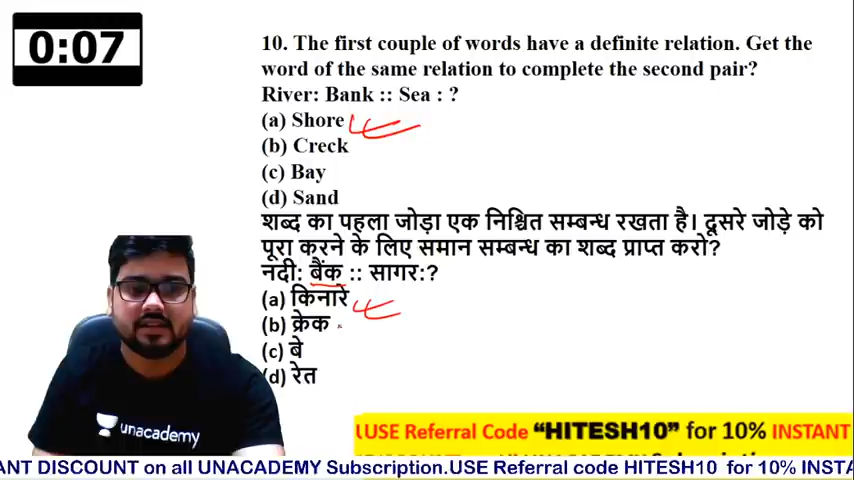 0:07
10. The first couple of words have a definite relation. Get the
word of the same relation to complete the second pair?
River: Bank :: Sea : ?
(a) Shore
(b) Creck
(c) Bay
(d) Sand
शब्द का पहला जोड़ा एक निश्चित सम्बन्ध रखता है। दूसरे जोड़े को
पूरा करने के लिए समान सम्बन्ध का शब्द प्राप्त करो?
नदी: बैंक :: सागर:?
(a) किनारे
(b) क्रेक
(c) बे
(d) रेत
unacademy
USE Referral Code “HITESH10” for 10% INSTANT
ANT DISCOUNT on all UNACADEMY Subscription.USE Referral code HITESH10 for 10% INSTA